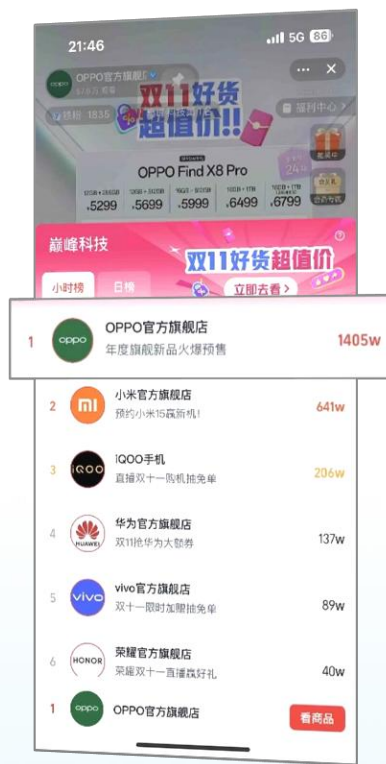 21:46
5G 86
OPPO官方旗舰店
双11好货
超值价!!
福利中心
OPPO Find X8 Pro
¥5299 ¥5699 ¥5999 ¥6499 ¥6799
巅峰科技
双11好货超值价
小时榜 日榜 立即去看>
1 oppo OPPO官方旗舰店 1405w
年度旗舰新品火爆预售
2 小米官方旗舰店 641w
预约小米15赢新机!
3 iQOO iQOO手机 206w
直播双十一购机抽免单
4 HUAWEI 华为官方旗舰店 137w
双11抢华为大额券
5 vivo vivo官方旗舰店 89w
双十一限时加赠抽免单
6 HONOR 荣耀官方旗舰店 40w
荣耀双十一直播赢好礼
1 oppo OPPO官方旗舰店 看商品